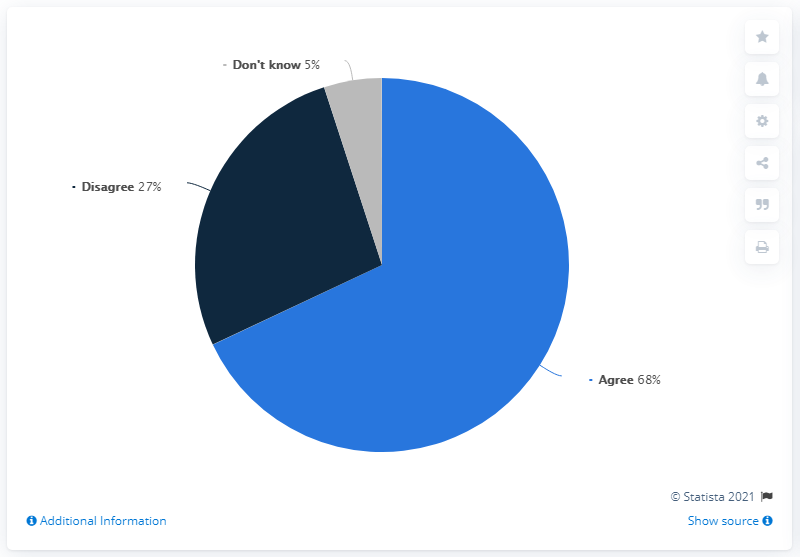 Don't know 5%
Disagree 27%
Agree 68%
© Statista 2021
Additional Information
Show source